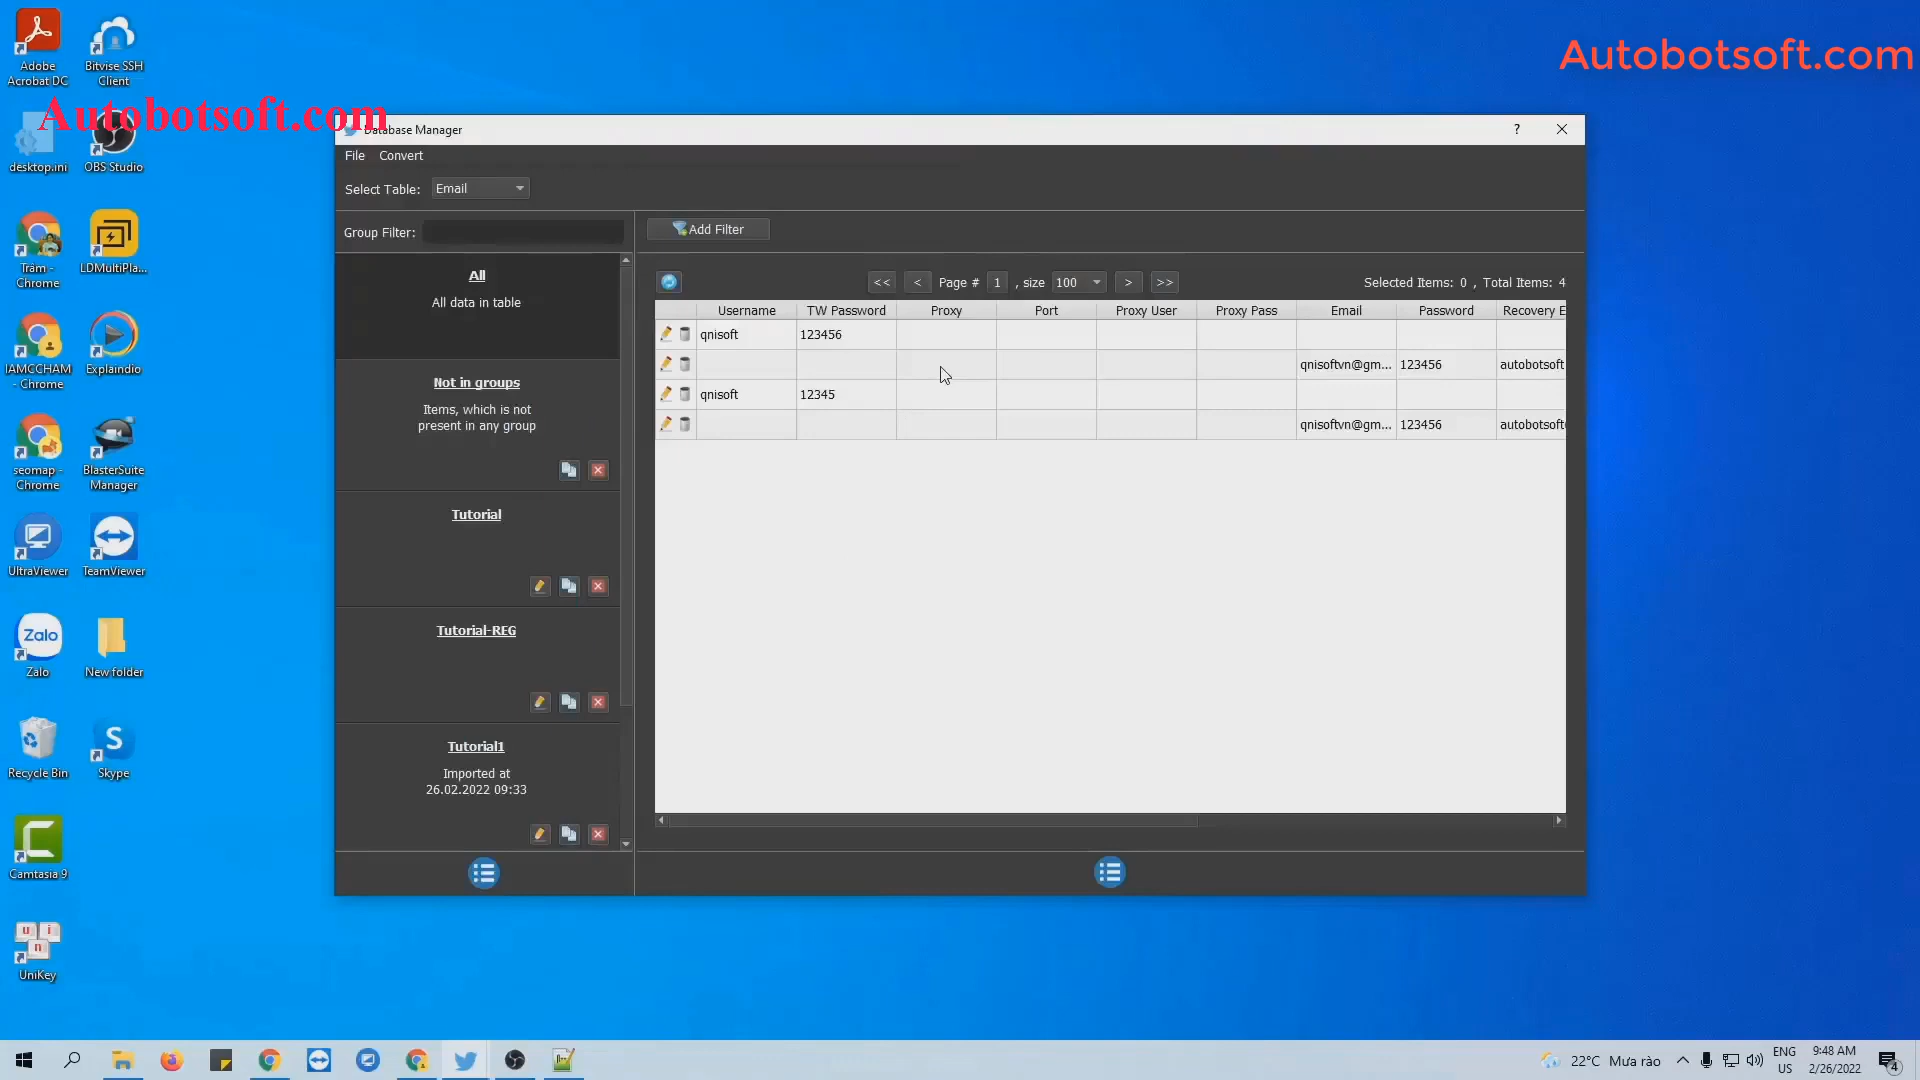 Adobe
Acrobat DC
Bitvise SSH
Client
Autobotsoft.com
Autobotsoft.com
desktop.ini
OBS Studio
Trâm -
Chrome
LDMultiPla...
IAMCCHAM
- Chrome
Explaindio
seomap -
Chrome
BlasterSuite
Manager
UltraViewer
TeamViewer
Zalo
Zalo
New folder
Recycle Bin
Skype
Camtasia 9
UniKey
Database Manager
?
File Convert
Select Table: Email
Group Filter:
Add Filter
All
All data in table
Not in groups
Items, which is not
present in any group
Tutorial
Tutorial-REG
Tutorial1
Imported at
26.02.2022 09:33
<< < Page # 1 , size 100 > >> Selected Items: 0 , Total Items: 4
Username TW Password Proxy Port Proxy User Proxy Pass Email Password Recovery E
qnisoft 123456
qnisoftvn@gm... 123456 autobotsoft
qnisoft 12345
qnisoftvn@gm... 123456 autobotsoft
22°C Mưa rào
ENG
US
9:48 AM
2/26/2022
4